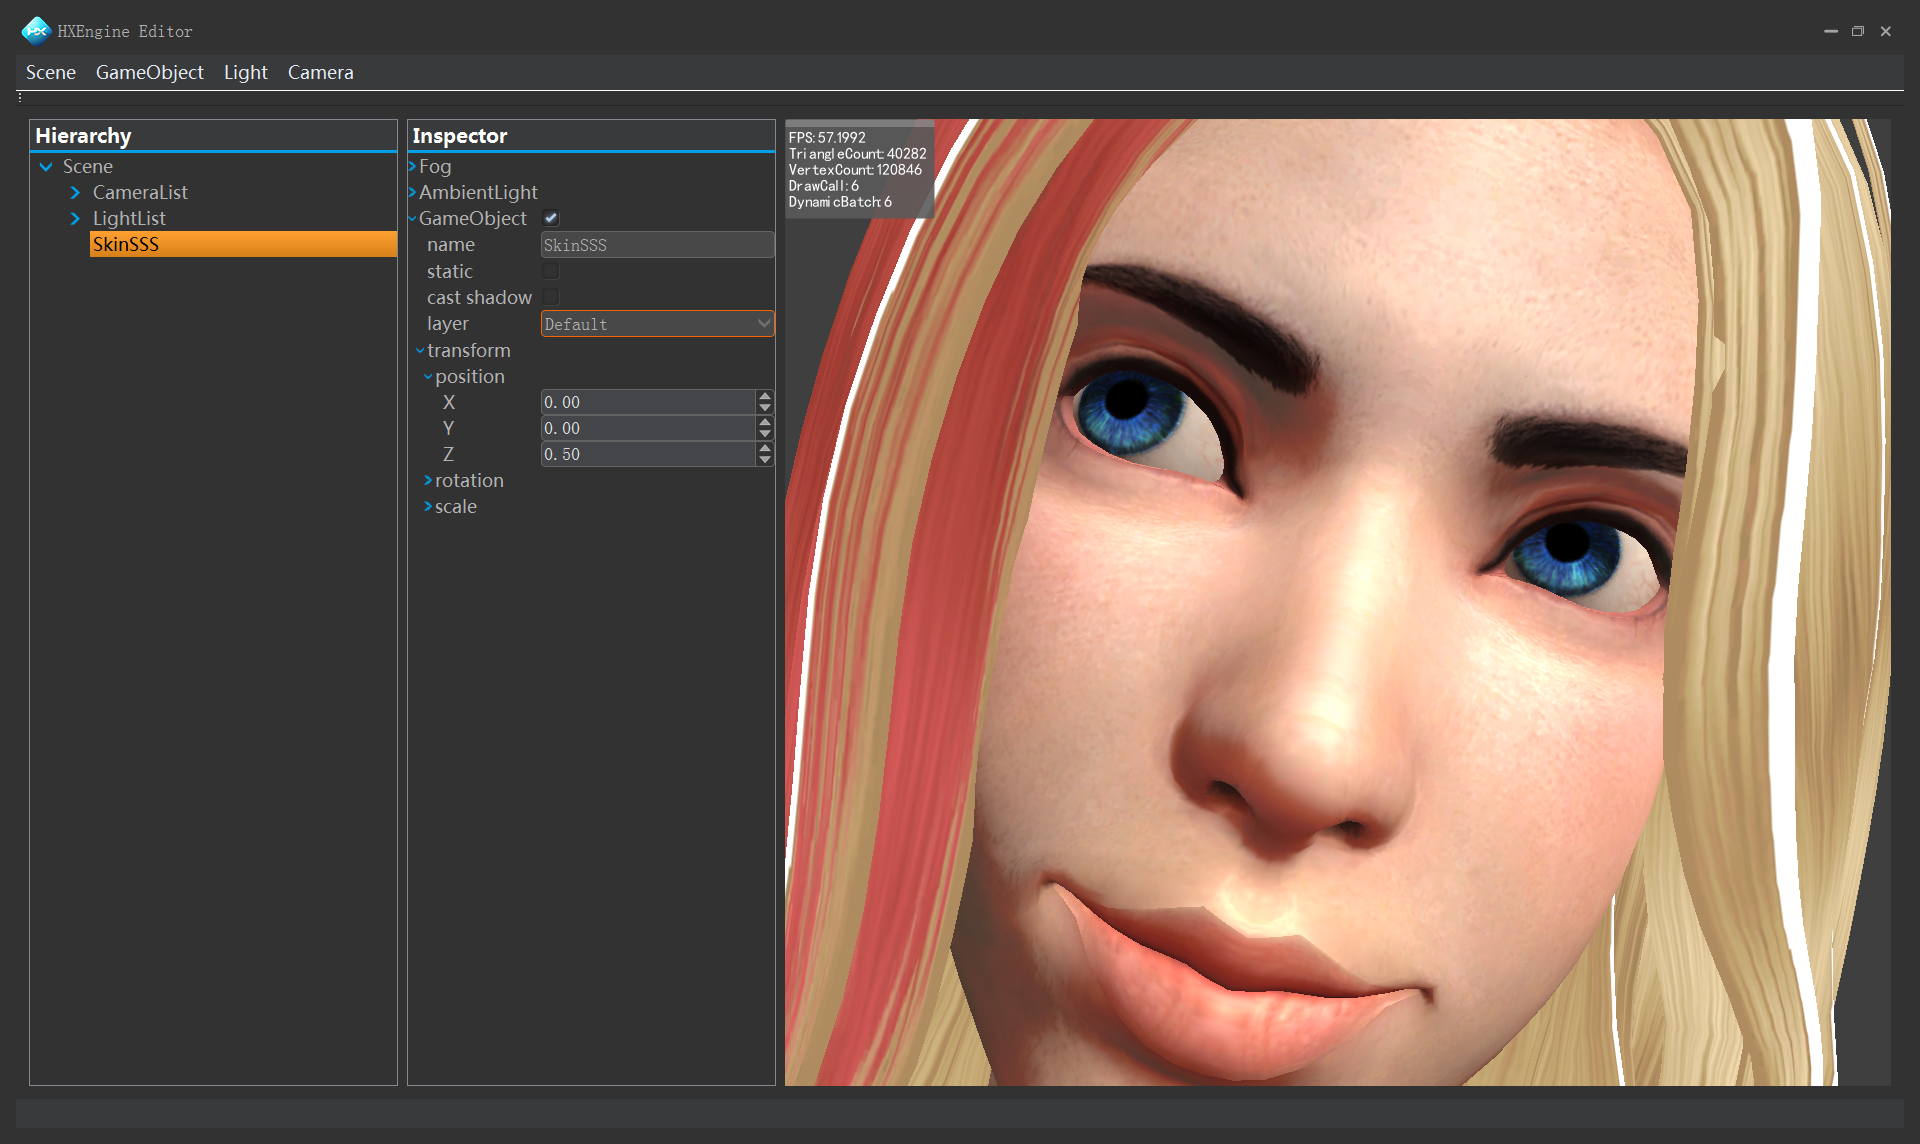 HX HXEngine Editor
Scene GameObject Light Camera
Hierarchy
Scene
CameraList
LightList
SkinSSS
Inspector
Fog
AmbientLight
GameObject
name SkinSSS
static
cast shadow
layer Default
transform
position
X 0.00
Y 0.00
Z 0.50
rotation
scale
FPS:57.1992
TriangleCount:40282
VertexCount:120846
DrawCall:6
DynamicBatch:6